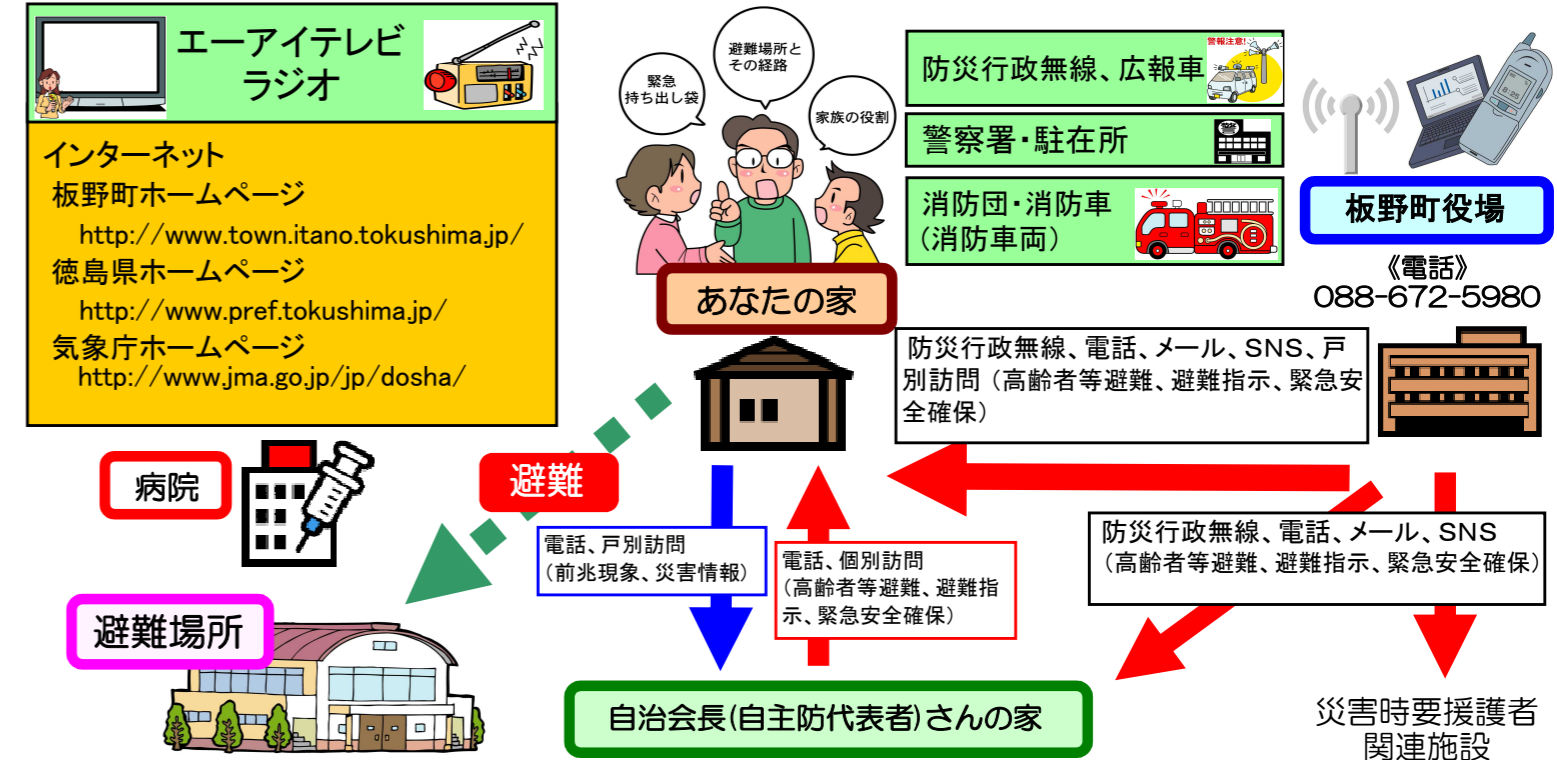 エーアイテレビ
ラジオ
インターネット
板野町ホームページ
http://www.town.itano.tokushima.jp/
徳島県ホームページ
http://www.pref.tokushima.jp/
気象庁ホームページ
http://www.jma.go.jp/jp/dosha/
緊急
持ち出し袋
避難場所と
その経路
家族の役割
あなたの家
防災行政無線、広報車
警報注意!
警察署・駐在所
警察
消防団・消防車
(消防車両)
8:25
板野町役場
《電話》
088-672-5980
防災行政無線、電話、メール、SNS、戸
別訪問（高齢者等避難、避難指示、緊急安
全確保）
病院
避難
電話、戸別訪問
（前兆現象、災害情報）
電話、個別訪問
（高齢者等避難、避難指
示、緊急安全確保）
防災行政無線、電話、メール、SNS
（高齢者等避難、避難指示、緊急安全確保）
避難場所
自治会長(自主防代表者)さんの家
災害時要援護者
関連施設